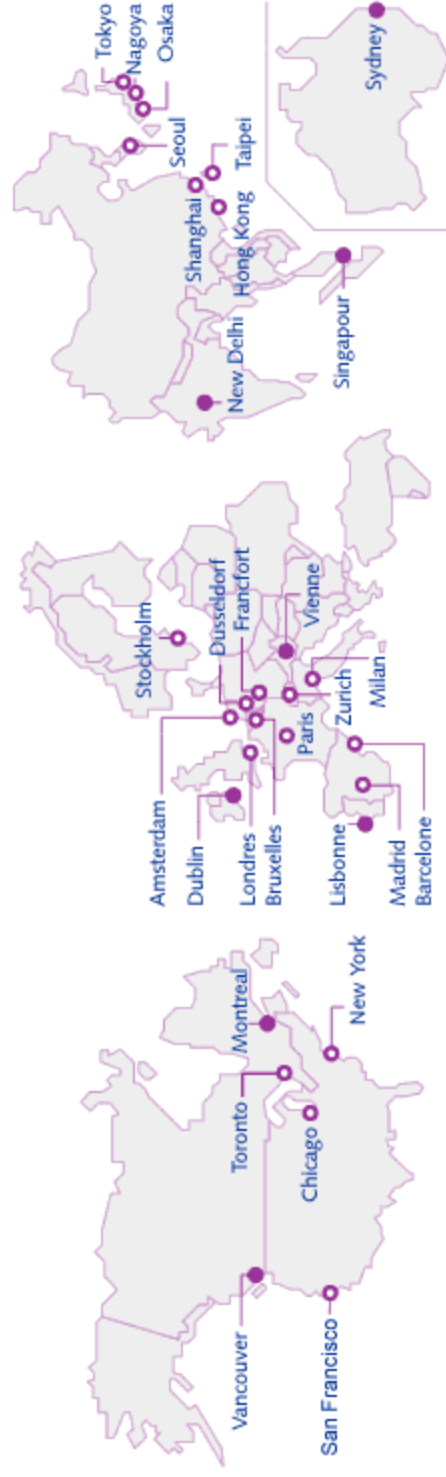 Vancouver
San Francisco
Toronto
Chicago
Montreal
New York
Amsterdam
Dublin
Londres
Bruxelles
Lisbonne
Madrid
Barcelone
Stockholm
Dusseldorf
Francfort
Paris
Vienne
Zurich
Milan
New Delhi
Shanghai
Hong Kong
Singapour
Seoul
Taipei
Tokyo
Nagoya
Osaka
Sydney